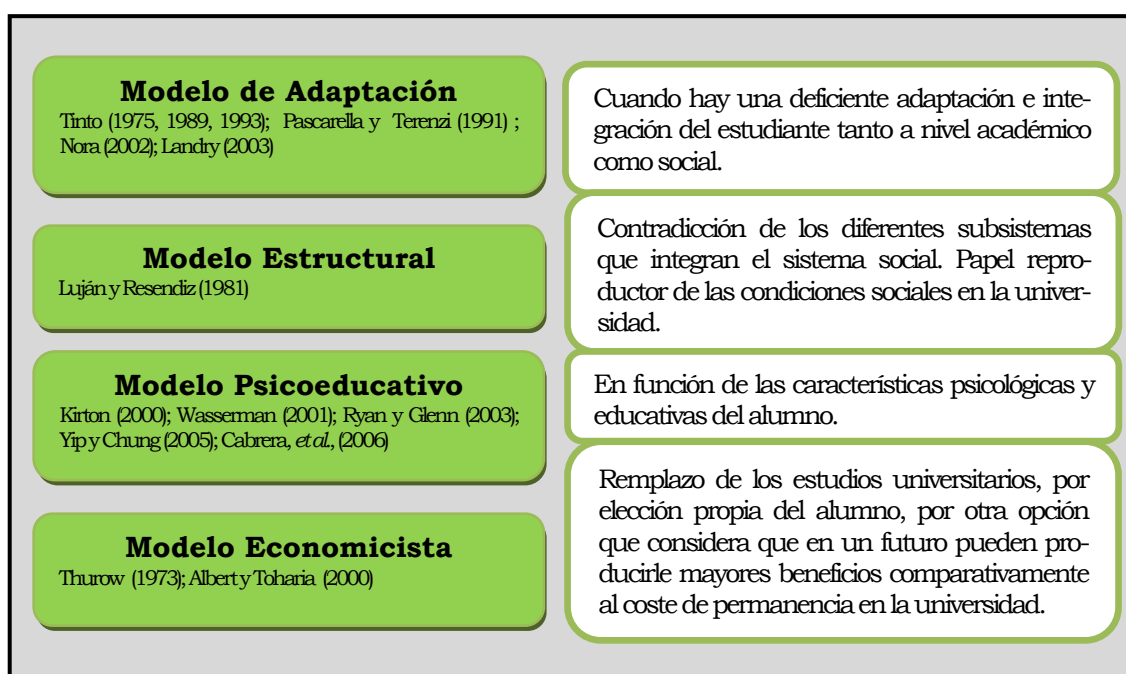 Modelo de Adaptación
Tinto (1975, 1989, 1993); Pascarella y Terenzi (1991) ;
Nora (2002); Landry (2003)
Cuando hay una deficiente adaptación e inte-
gración del estudiante tanto a nivel académico
como social.
Modelo Estructural
Luján y Resendiz (1981)
Contradicción de los diferentes subsistemas
que integran el sistema social. Papel repro-
ductor de las condiciones sociales en la univer-
sidad.
Modelo Psicoeducativo
Kirton (2000); Wasserman (2001); Ryan y Glenn (2003);
Yip y Chung (2005); Cabrera, et al., (2006)
En función de las características psicológicas y
educativas del alumno.
Modelo Economicista
Thurow (1973); Albert y Toharia (2000)
Remplazo de los estudios universitarios, por
elección propia del alumno, por otra opción
que considera que en un futuro pueden pro-
ducirle mayores beneficios comparativamente
al coste de permanencia en la universidad.